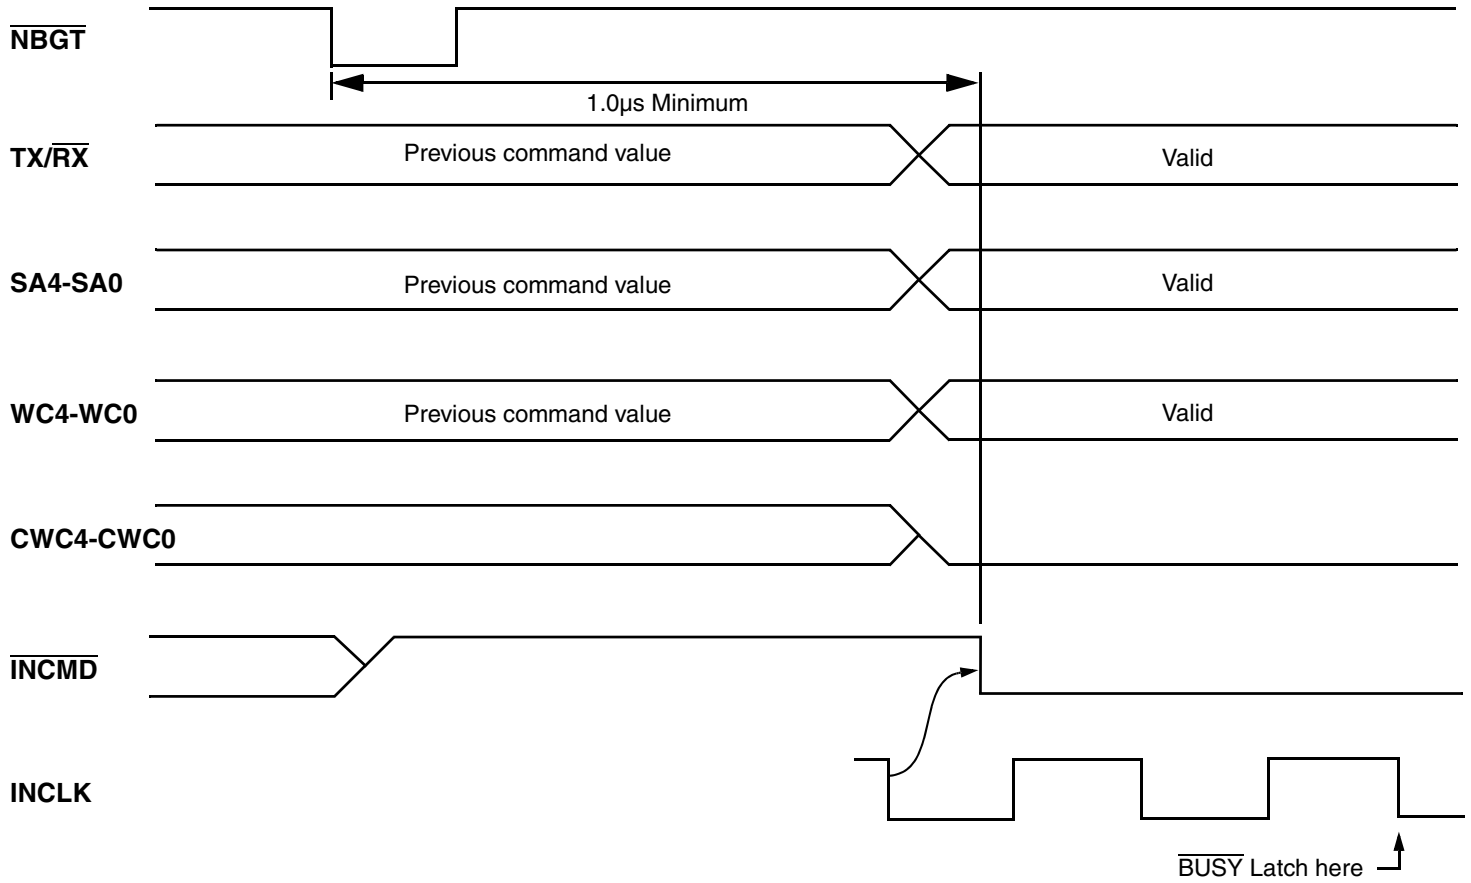 NBGT
1.0µs Minimum
TX/RX Previous command value Valid
SA4-SA0 Previous command value Valid
WC4-WC0 Previous command value Valid
CWC4-CWC0
INCMD
INCLK
BUSY Latch here